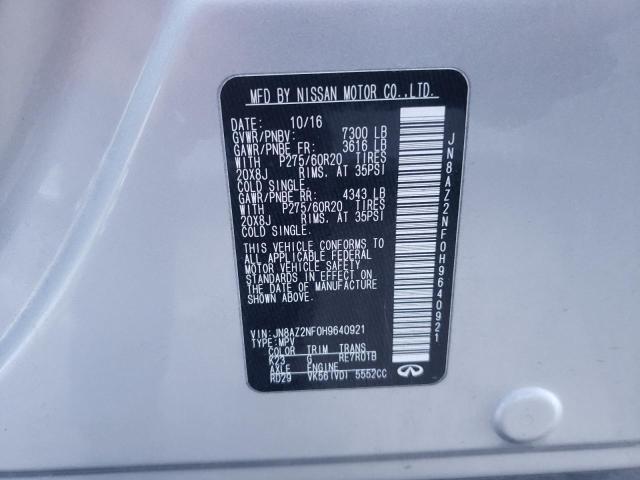 MFD BY NISSAN MOTOR CO.,LTD.
DATE: 10/16
GVWR/PNBV: 7300 LB
GAWR/PNBE FR: 3616 LB
WITH P275/60R20 TIRES
20X8J RIMS. AT 35PSI
COLD SINGLE.
GAWR/PNBE RR: 4343 LB
WITH P275/60R20 TIRES
20X8J RIMS. AT 35PSI
COLD SINGLE.
THIS VEHICLE CONFORMS TO
ALL APPLICABLE FEDERAL
MOTOR VEHICLE SAFETY
STANDARDS IN EFFECT ON
THE DATE OF MANUFACTURE
SHOWN ABOVE.
VIN:JN8AZ2NF0H9640921
TYPE:MPV
COLOR TRIM TRANS
K23 G RE7R01B
AXLE ENGINE
RD29 VK56(VD) 5552CC
JN8AZ2NF0H9640921